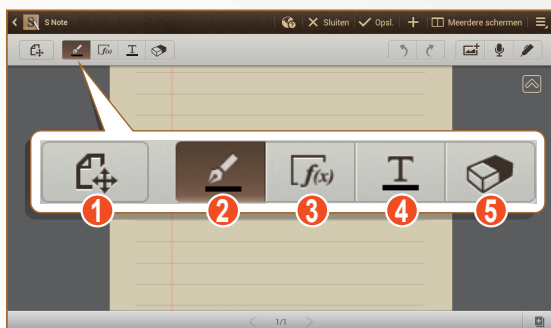 S Note Sluiten Opsl. Meerdere schermen
f(x) T
f(x) T
1 2 3 4 5
1/1